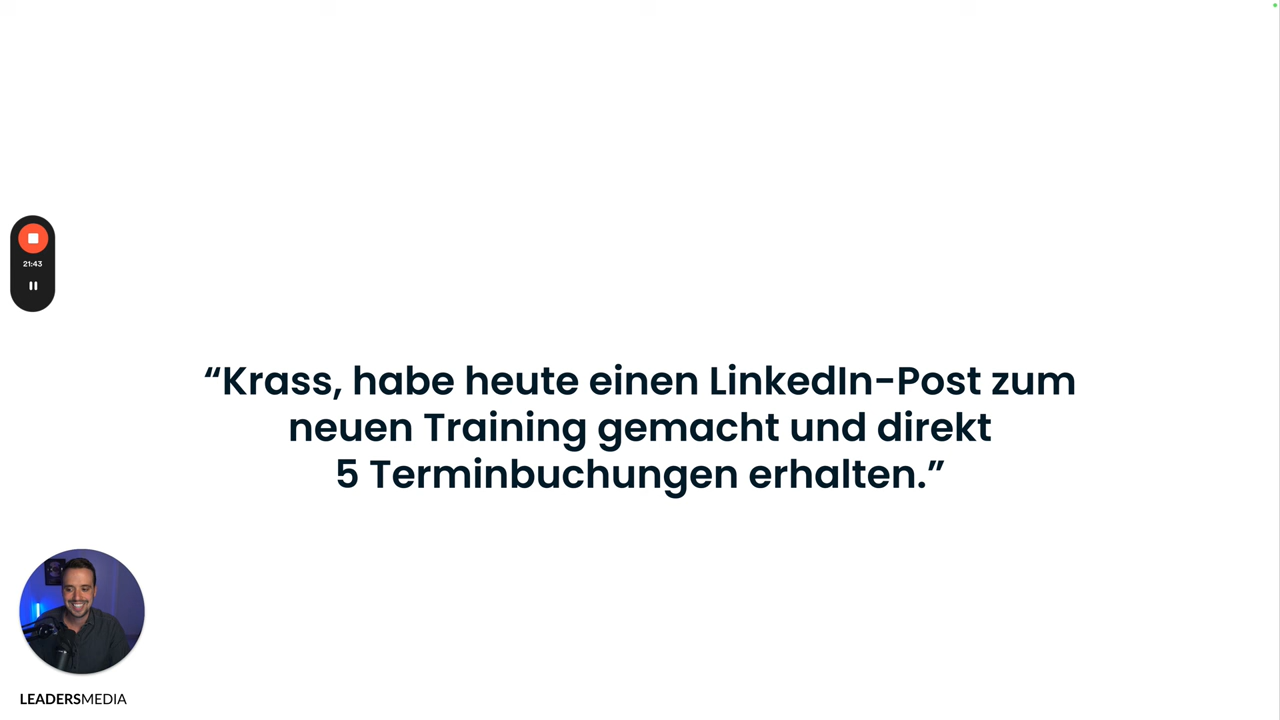 21:43
“Krass, habe heute einen LinkedIn-Post zum
neuen Training gemacht und direkt
5 Terminbuchungen erhalten.”
LEADERSMEDIA